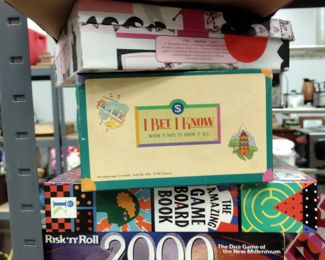 $
I BET I KNOW
WHEN IT PAYS TO KNOW IT ALL
THE
AMAZING
GAME
BOARD
BOOK
Risk 'n' Roll
2000
The Dice Game of
the New Millennium